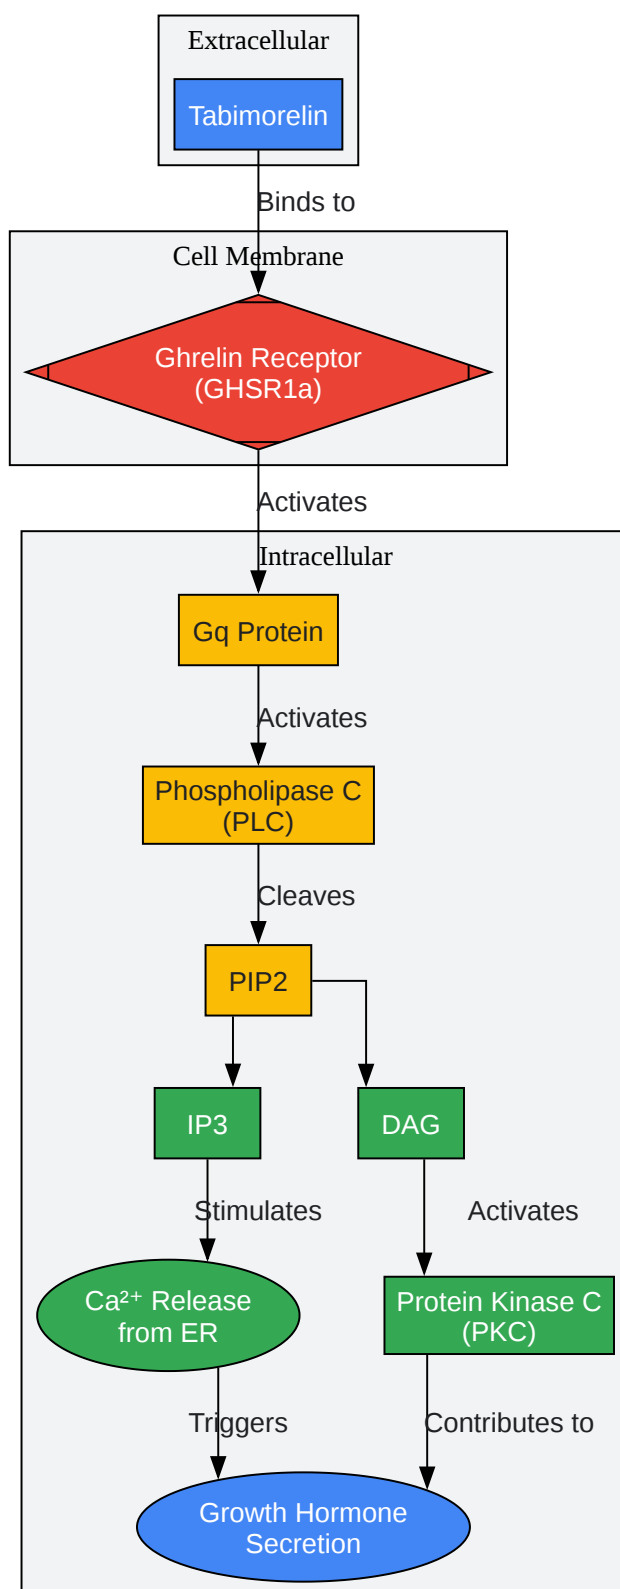 Extracellular
Tabimorelin
Binds to
Cell Membrane
Ghrelin Receptor
(GHSR1a)
Activates
Intracellular
Gq Protein
Activates
Phospholipase C
(PLC)
Cleaves
PIP2
IP3
DAG
Stimulates
Activates
Ca²⁺ Release
from ER
Protein Kinase C
(PKC)
Triggers
Contributes to
Growth Hormone
Secretion